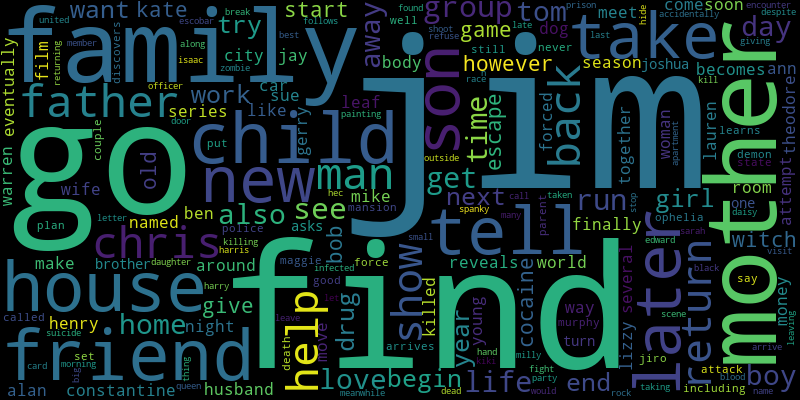 want kate
try
start
group
tom
meet
come soon
found
well
away
game
dog
day
family
film
city jay
body
shoot
still
never
late
last
take
prison
despite
accidentally
hide
encounter
giving
kill
united
escobar
break
follows
best
member
along
isaac
zombie
returning
discovers
officer
however
season
joshua
becomes
ann
father
work
car
sue
series
like
leaf
painting
door
jim
son
time
escape
race
forced
back
together
woman
apartment
lauren
learns
demon
state
theodore
mother
warren eventually
go
child
couple
old
put
gerry
outside
new
man
get
next
run
girl
room
one
attempt
wife
mike
hec
call
taken
stop
ophelia
daisy
plan
letter
mansion
spanky
many
parent
finally
edward
sarah
visit
named
ben
also
see
chris
police
asks
bob
tell
small
later
return
black
witch
killing
harris
make
brother
daughter
around
maggie
force
infected
reveals
world
way
murphy
turn
several
lizzy
scene
say
money
house
give
harry
good
find
show
drug
year
young
killed
cocaine
called
henry
home
night
let
move
help
death
leave
hand
kiki
milly
fight
party
jiro
arrive
leaving
attack
blood
including
suicide
friend
thing
card
set
morning
big
queen
alan
constantine
husband
love
begin
arrives
meanwhile
life
dead
end
would
rock
taking
name
boy